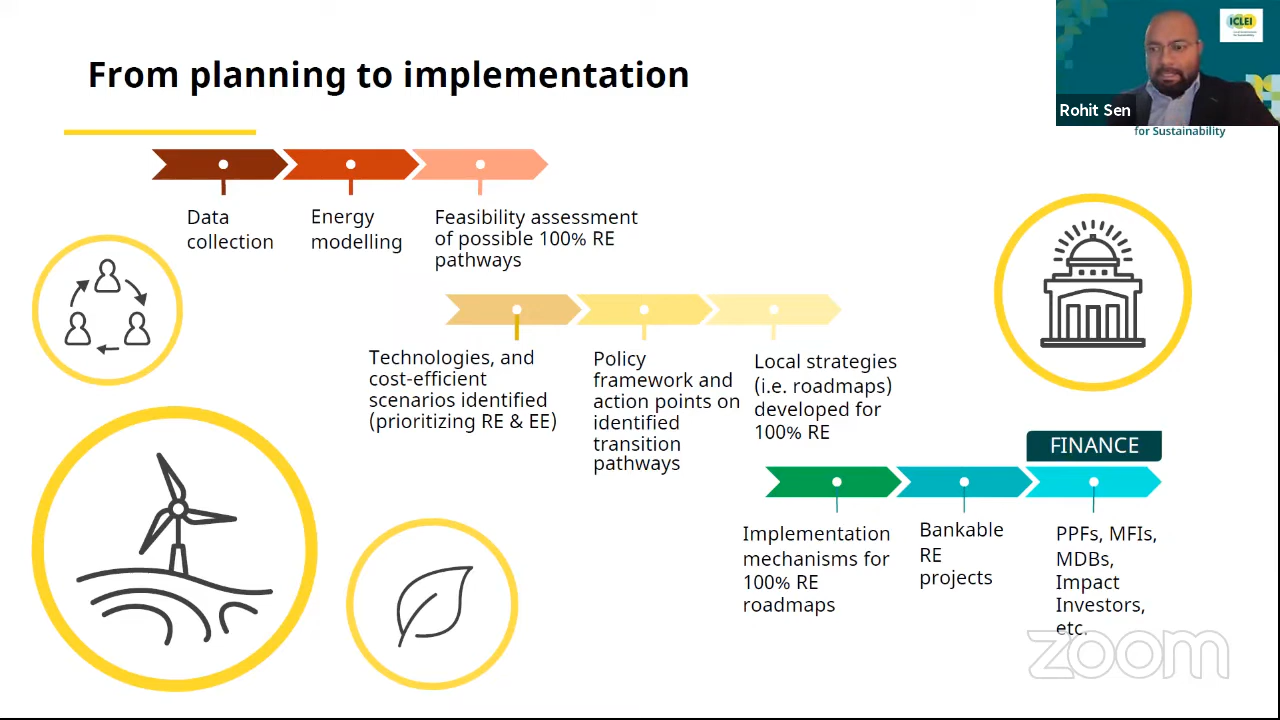 From planning to implementation
ICLEI
Rohit Sen
for Sustainability
Data
collection
Energy
modelling
Feasibility assessment
of possible 100% RE
pathways
Technologies, and
cost-efficient
scenarios identified
(prioritizing RE & EE)
Policy
framework and
action points on
identified
transition
pathways
Local strategies
(i.e. roadmaps)
developed for
100% RE
FINANCE
Implementation
mechanisms for
100% RE
roadmaps
Bankable
RE
projects
PPFs, MFIs,
MDBs,
Impact
Investors,
etc.
zoom